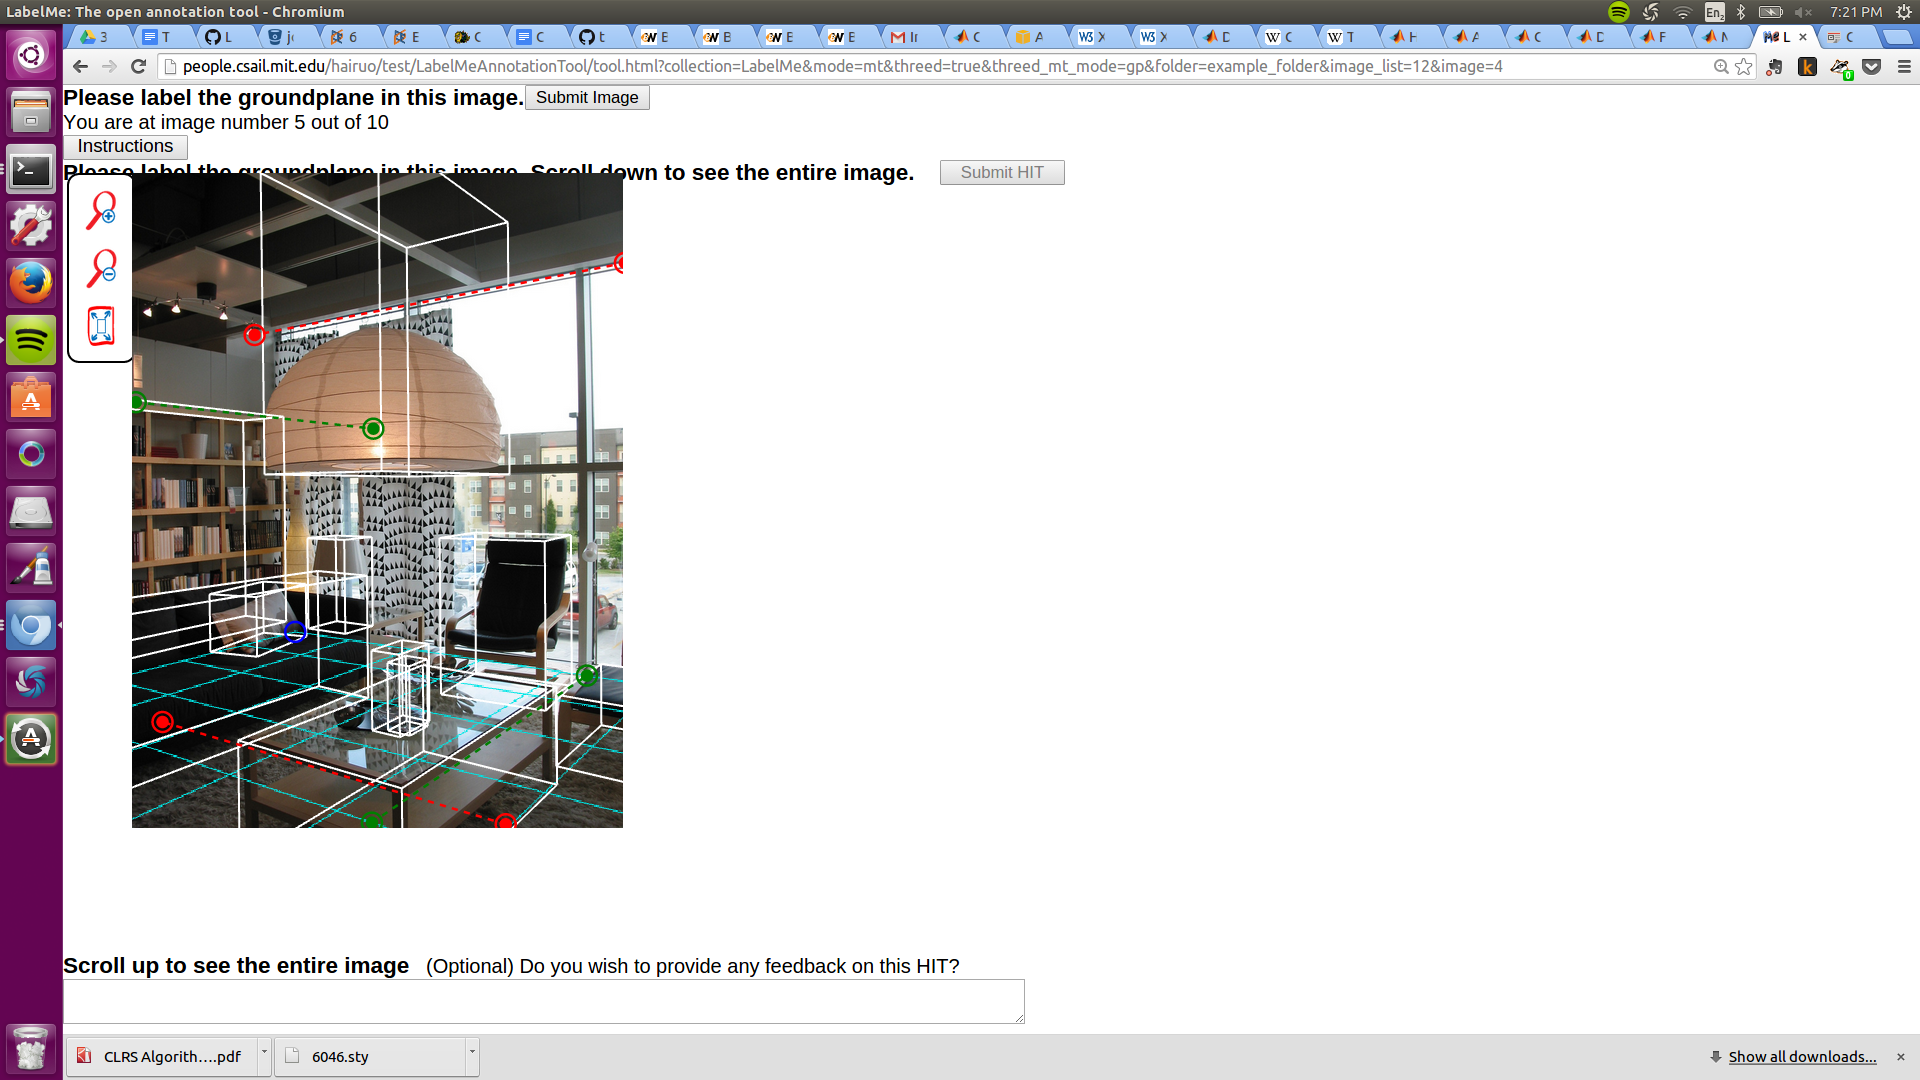 LabelMe: The open annotation tool - Chromium
En₂
7:21 PM
3 T L 6 E C C t E B E E In C A X X D C T H A C D F L C
people.csail.mit.edu/hairuo/test/LabelMeAnnotationTool/tool.html?collection=LabelMe&mode=mt&threed=true&threed_mt_mode=gp&folder=example_folder&image_list=12&image=4
Please label the groundplane in this image. Submit Image
You are at image number 5 out of 10
Instructions
Please label the groundplane in this image. Scroll down to see the entire image. Submit HIT
Scroll up to see the entire image (Optional) Do you wish to provide any feedback on this HIT?
CLRS Algorith....pdf 6046.sty Show all downloads...